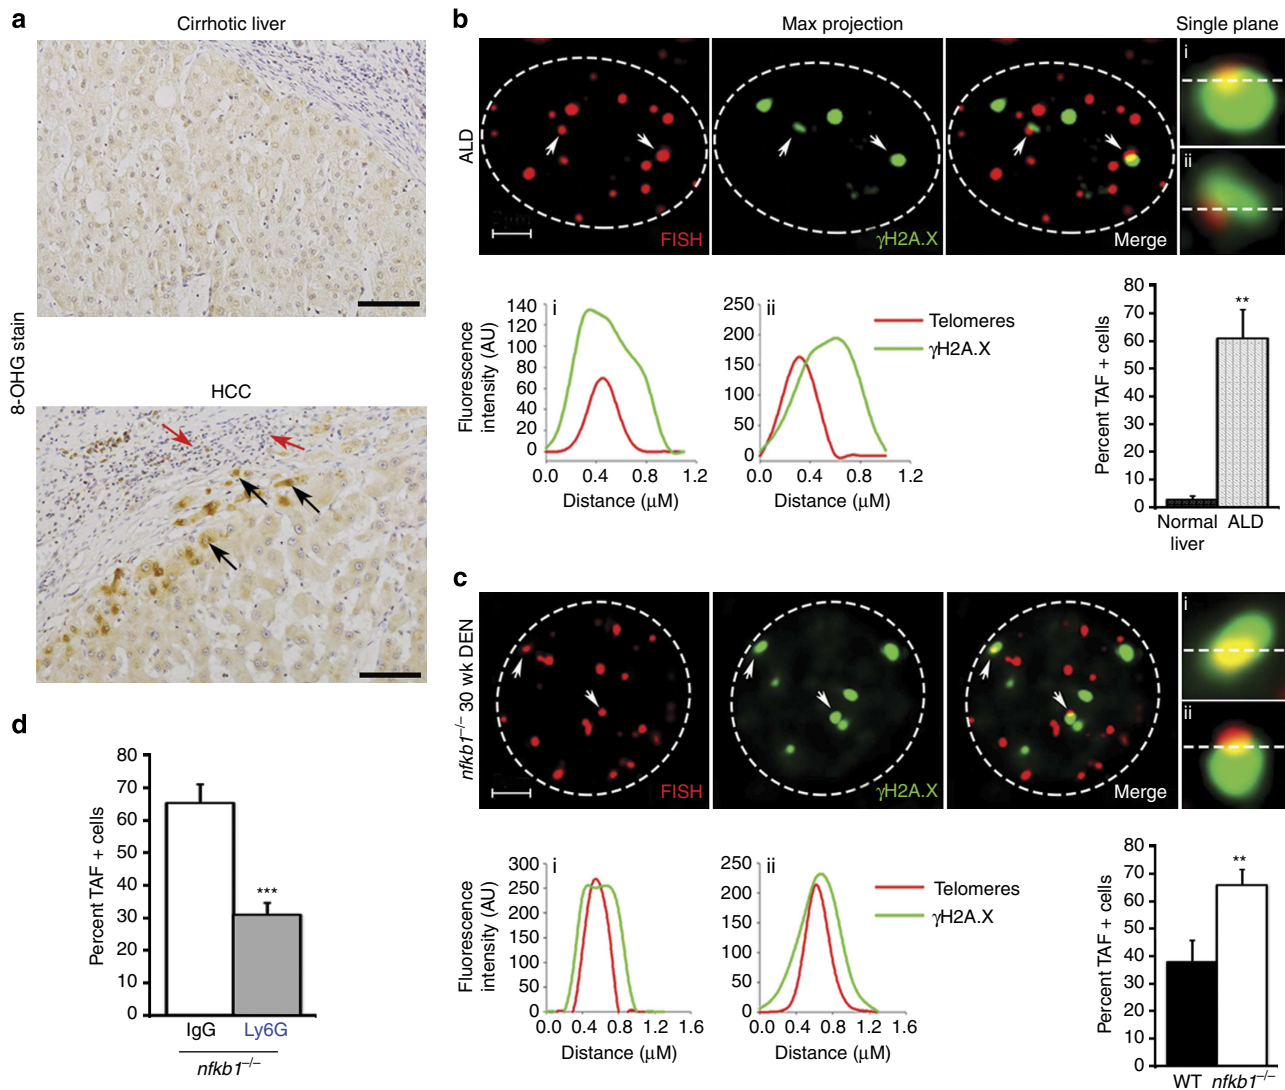 a
Cirrhotic liver
8-OHG stain
HCC
b
Max projection
Single plane
ALD
FISH
γH2A.X
Merge
i
ii
Fluorescence
intensity (AU)
140
120
100
80
60
40
20
0
i
0.0 0.4 0.8 1.2
Distance (μM)
250
200
150
100
50
0
ii
0.0 0.4 0.8 1.2
Distance (μM)
Telomeres
γH2A.X
Percent TAF + cells
80
70
60
50
40
30
20
10
0
**
Normal
liver
ALD
c
nfkb1–/– 30 wk DEN
FISH
γH2A.X
Merge
i
ii
Fluorescence
intensity (AU)
300
250
200
150
100
50
0
i
0.0 0.4 0.8 1.2 1.6
Distance (μM)
250
200
150
100
50
0
ii
0.0 0.4 0.8 1.2 1.6
Distance (μM)
Telomeres
γH2A.X
Percent TAF + cells
80
70
60
50
40
30
20
10
0
**
WT nfkb1–/–
d
Percent TAF + cells
80
70
60
50
40
30
20
10
0
***
IgG Ly6G
nfkb1–/–